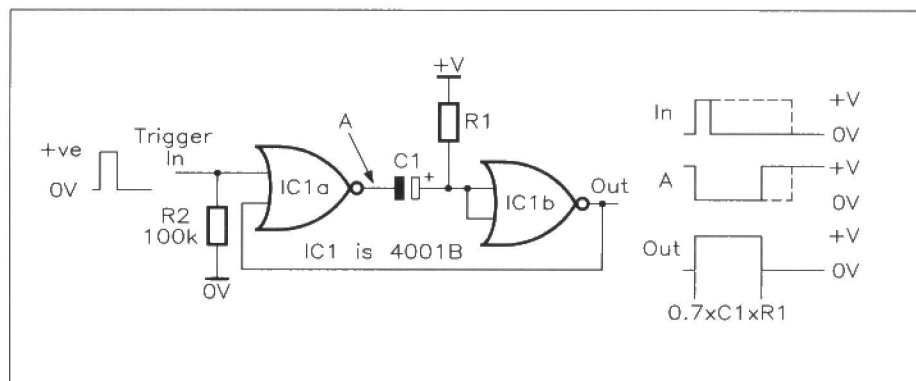 +V
R1
A
C1
+
Trigger
In
+ve
0V
IC1a
IC1b
Out
R2
100k
IC1 is 4001B
0V
In
+V
0V
A
+V
0V
Out
+V
0V
0.7xC1xR1